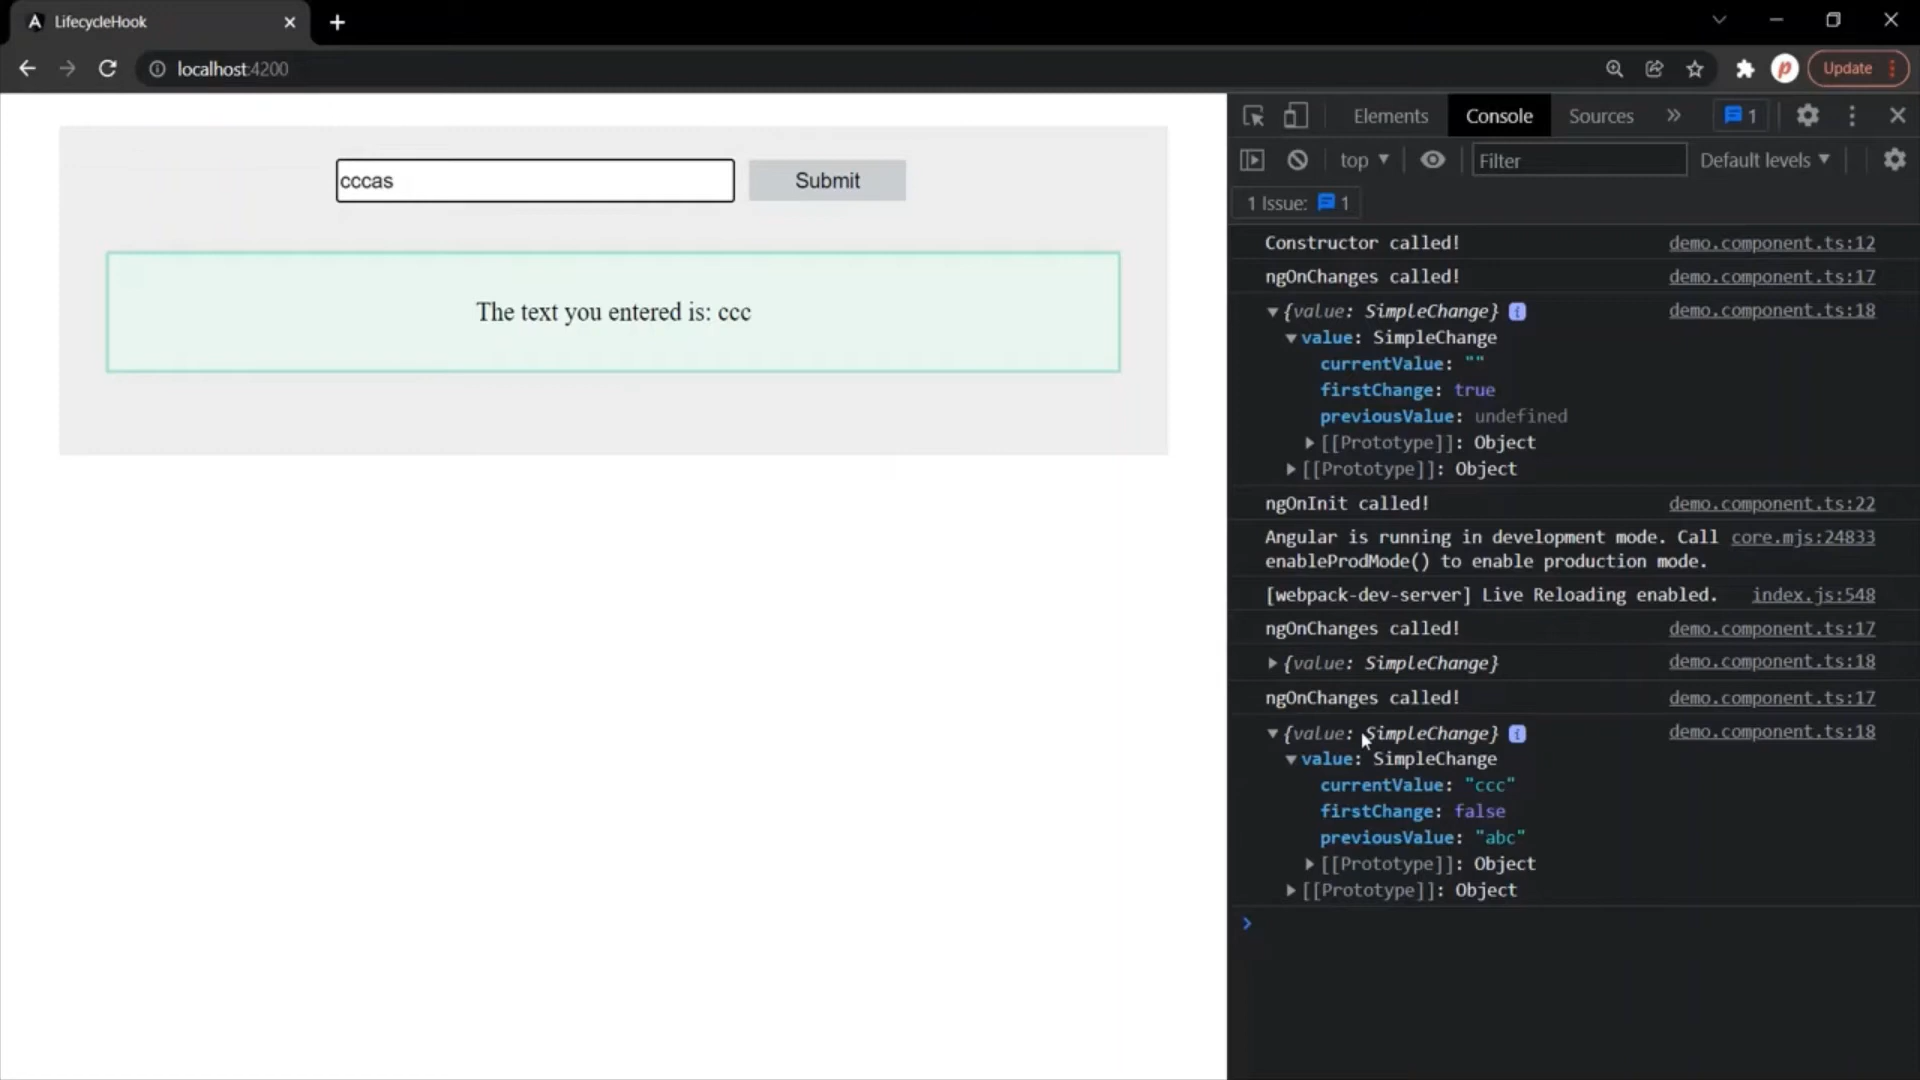 LifecycleHook
localhost:4200
Update
cccas
Submit
The text you entered is: ccc
Elements Console Sources 1
top Filter Default levels
1 Issue: 1
Constructor called! demo.component.ts:12
ngOnChanges called! demo.component.ts:17
{value: SimpleChange} demo.component.ts:18
value: SimpleChange
currentValue: ""
firstChange: true
previousValue: undefined
[[Prototype]]: Object
[[Prototype]]: Object
ngOnInit called! demo.component.ts:22
Angular is running in development mode. Call core.mjs:24833
enableProdMode() to enable production mode.
[webpack-dev-server] Live Reloading enabled. index.js:548
ngOnChanges called! demo.component.ts:17
{value: SimpleChange} demo.component.ts:18
ngOnChanges called! demo.component.ts:17
{value: SimpleChange} demo.component.ts:18
value: SimpleChange
currentValue: "ccc"
firstChange: false
previousValue: "abc"
[[Prototype]]: Object
[[Prototype]]: Object